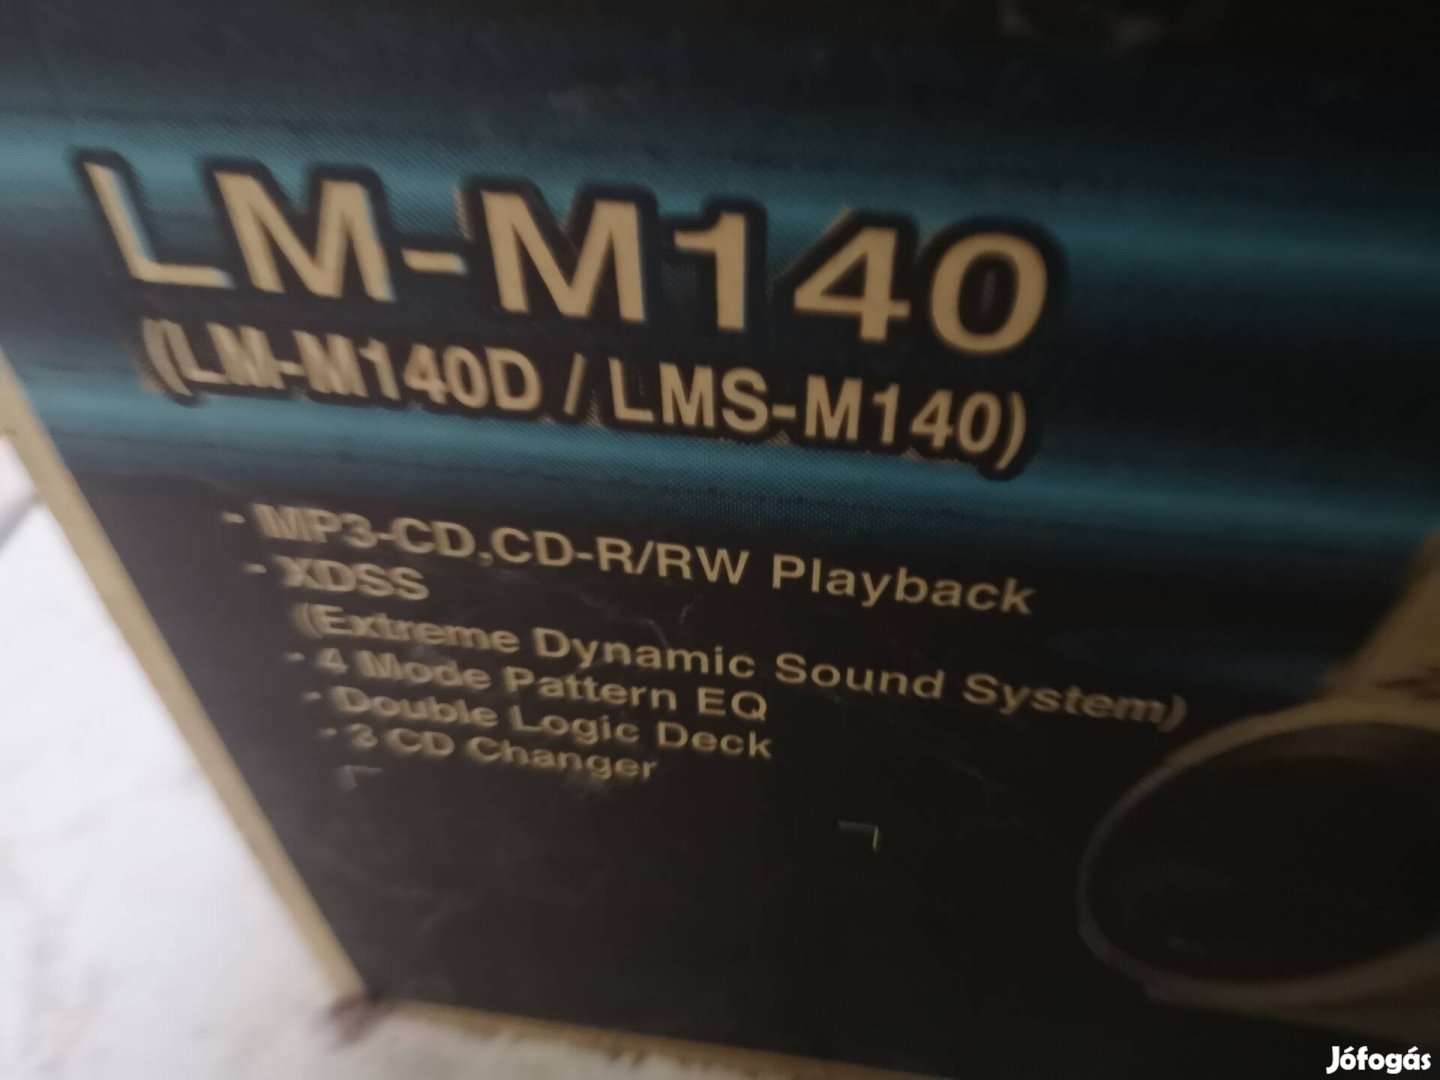 LM-M140
(LM-M140D / LMS-M140)
- MP3-CD,CD-R/RW Playback
- XDSS
(Extreme Dynamic Sound System)
- 4 Mode Pattern EQ
- Double Logic Deck
- 3 CD Changer
Jófogás